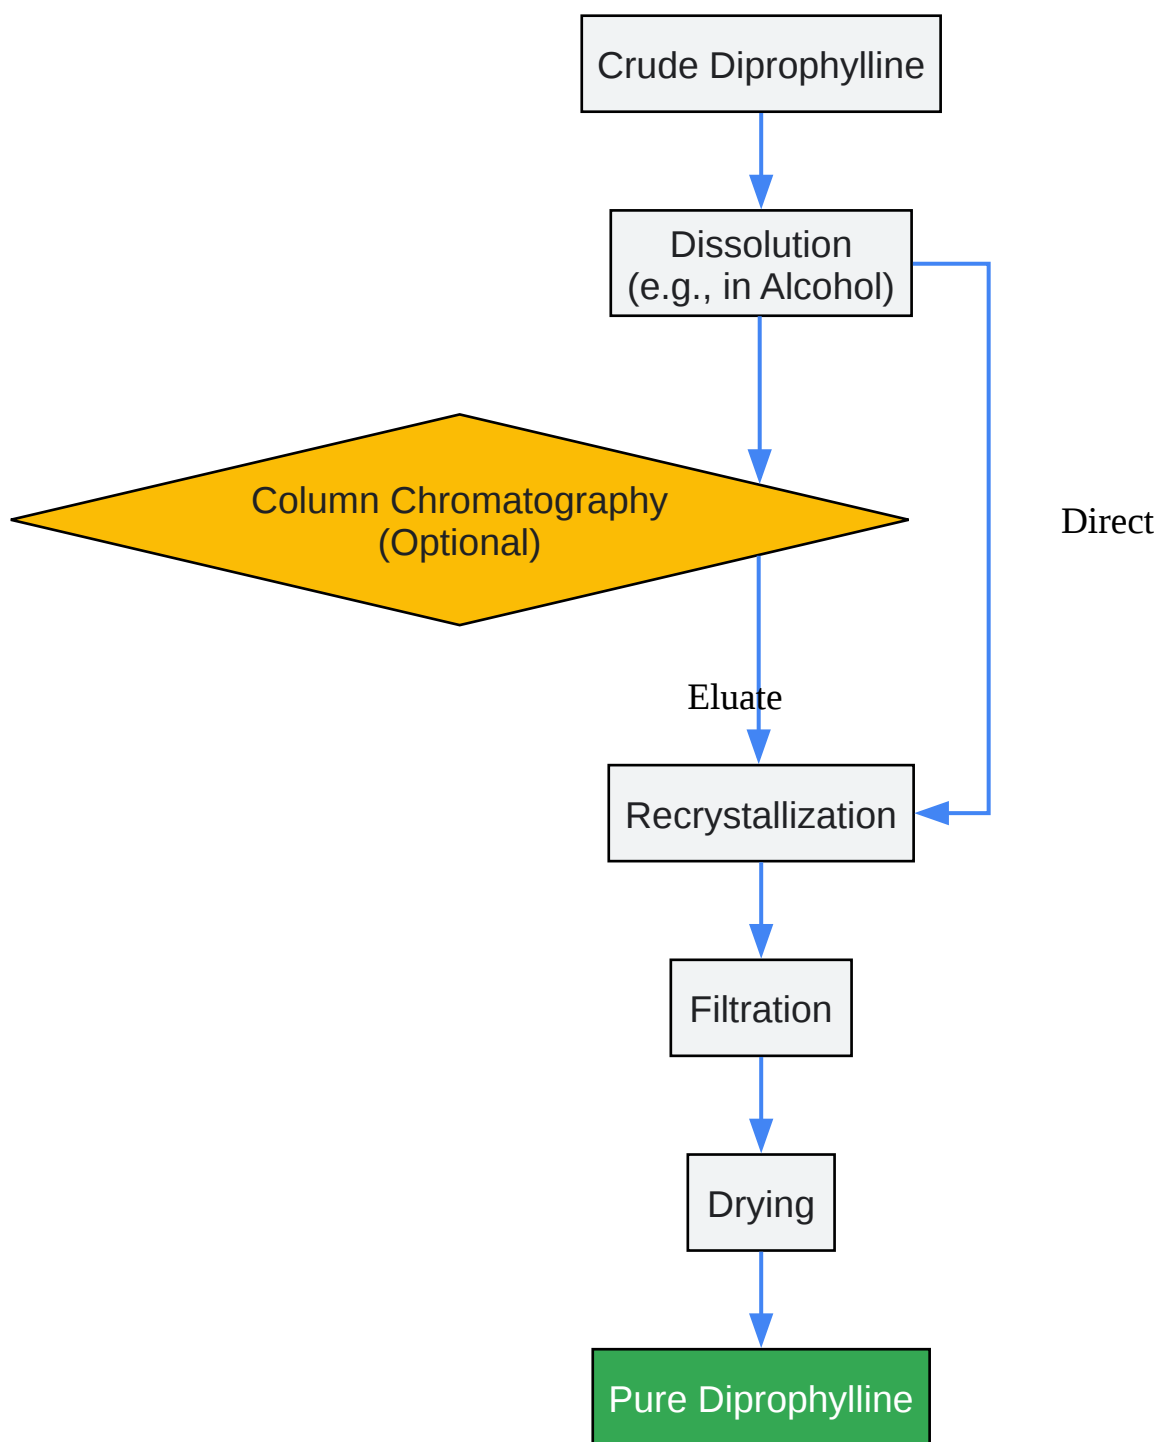 Crude Diprophylline
Dissolution
(e.g., in Alcohol)
Column Chromatography
(Optional)
Direct
Eluate
Recrystallization
Filtration
Drying
Pure Diprophylline